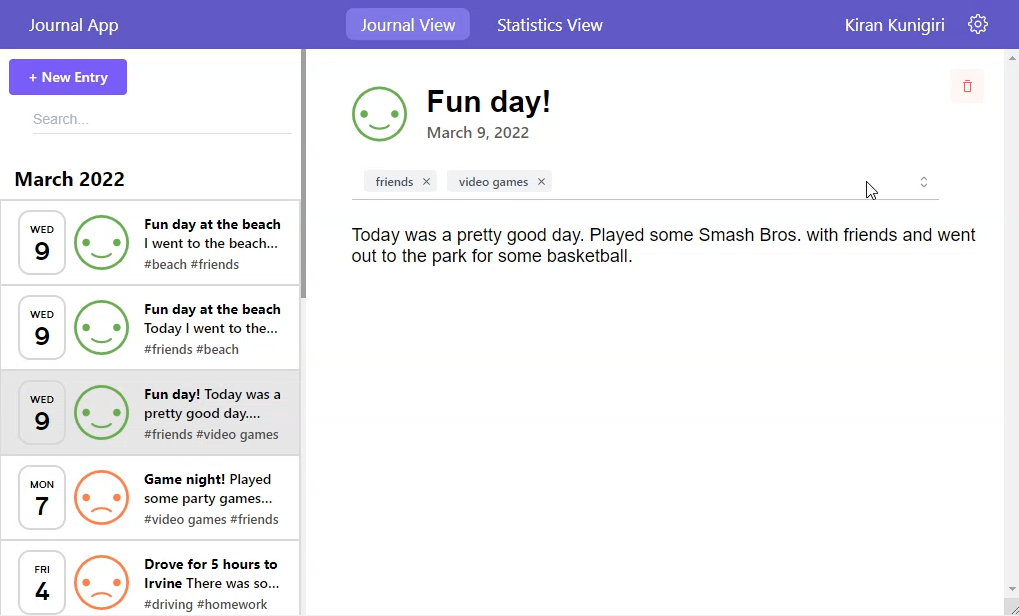 Journal App
Journal View
Statistics View
Kiran Kunigiri
+ New Entry
Search...
March 2022
WED
9
Fun day at the beach
I went to the beach...
#beach #friends
WED
9
Fun day at the beach
Today I went to the...
#friends #beach
WED
9
Fun day! Today was a
pretty good day....
#friends #video games
MON
7
Game night! Played
some party games...
#video games #friends
FRI
4
Drove for 5 hours to
Irvine There was so...
#driving #homework
Fun day!
March 9, 2022
friends ×
video games ×
Today was a pretty good day. Played some Smash Bros. with friends and went
out to the park for some basketball.